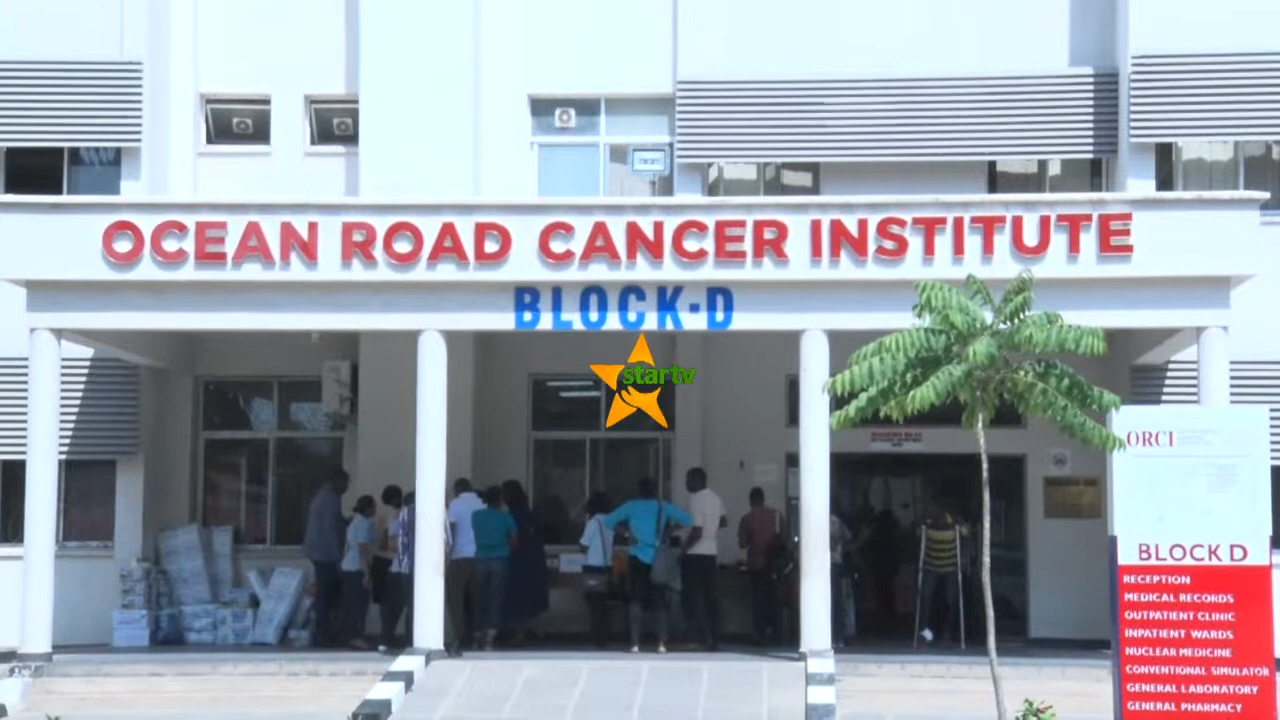 OCEAN ROAD CANCER INSTITUTE
BLOCK-D
startv
ORCI
BLOCK D
RECEPTION
MEDICAL RECORDS
OUTPATIENT CLINIC
INPATIENT WARDS
NUCLEAR MEDICINE
CONVENTIONAL SIMULATOR
GENERAL LABORATORY
GENERAL PHARMACY